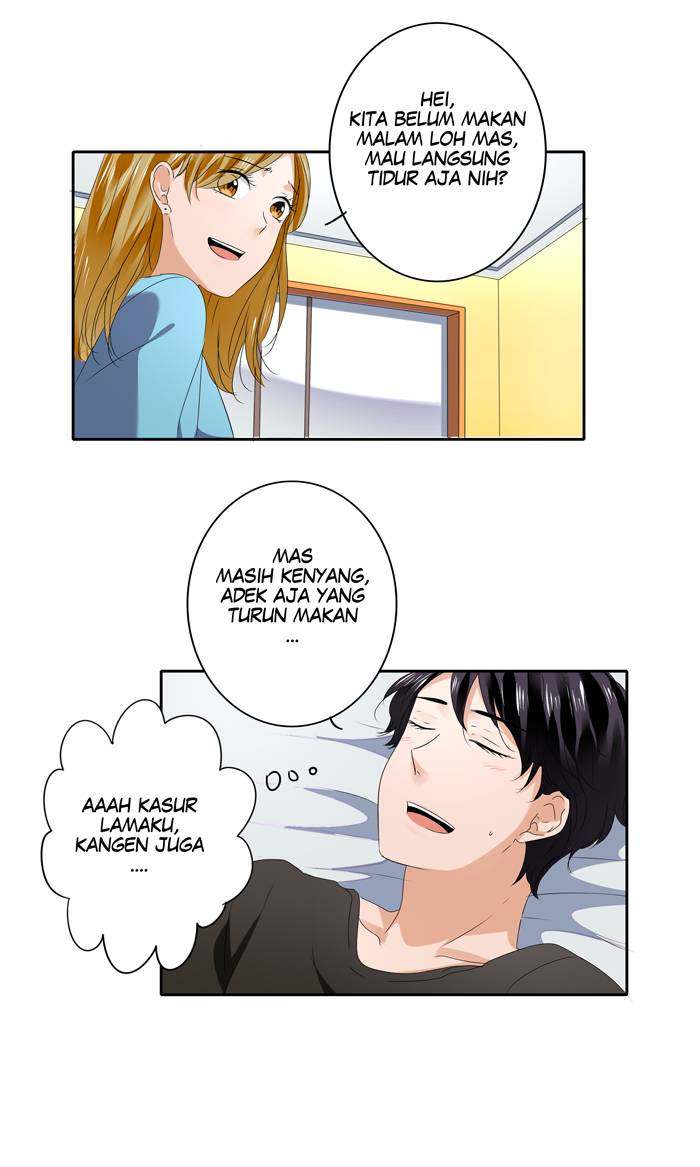 HEI,
KITA BELUM MAKAN
MALAM LOH MAS,
MAU LANGSUNG
TIDUR AJA NIH?
MAS
MASIH KENYANG,
ADEK AJA YANG
TURUN MAKAN
...
AAAH KASUR
LAMAKU,
KANGEN JUGA
....